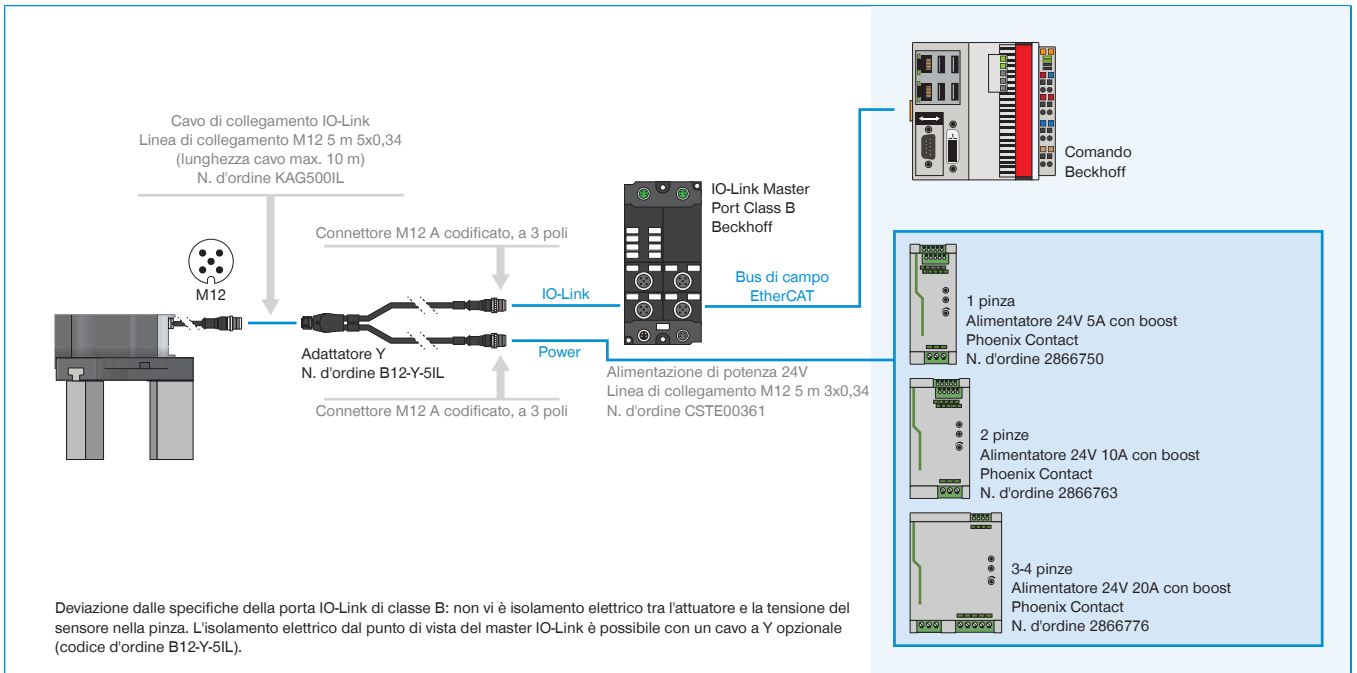 Cavo di collegamento IO-Link
Linea di collegamento M12 5 m 5x0,34
(lunghezza cavo max. 10 m)
N. d'ordine KAG500IL
M12
Connettore M12 A codificato, a 3 poli
Adattatore Y
N. d'ordine B12-Y-5IL
Connettore M12 A codificato, a 3 poli
IO-Link
Power
IO-Link Master
Port Class B
Beckhoff
Bus di campo
EtherCAT
Alimentazione di potenza 24V
Linea di collegamento M12 5 m 3x0,34
N. d'ordine CSTE00361
Comando
Beckhoff
1 pinza
Alimentatore 24V 5A con boost
Phoenix Contact
N. d'ordine 2866750
2 pinze
Alimentatore 24V 10A con boost
Phoenix Contact
N. d'ordine 2866763
3-4 pinze
Alimentatore 24V 20A con boost
Phoenix Contact
N. d'ordine 2866776
Deviazione dalle specifiche della porta IO-Link di classe B: non vi è isolamento elettrico tra l'attuatore e la tensione del
sensore nella pinza. L'isolamento elettrico dal punto di vista del master IO-Link è possibile con un cavo a Y opzionale
(codice d'ordine B12-Y-5IL).